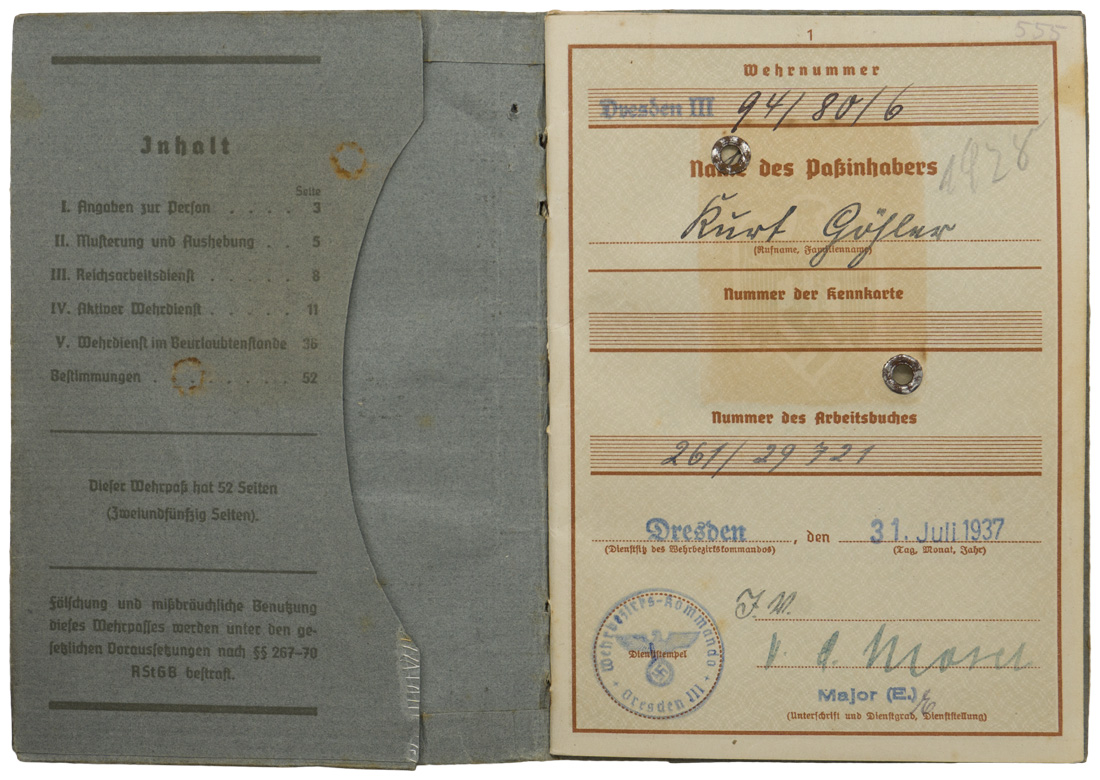 Inhalt
Seite
I. Angaben zur Person . . . . 3
II. Musterung und Aushebung . . 5
III. Reichsarbeitsdienst . . . . . 8
IV. Aktiver Wehrdienst . . . . . 11
V. Wehrdienst im Beurlaubtenstande 36
Bestimmungen . . . . . . . 52
Dieser Wehrpaß hat 52 Seiten
(Zweiundfünfzig Seiten).
Fälschung und mißbräuchliche Benutzung
dieses Wehrpasses werden unter den ge-
setzlichen Voraussetzungen nach §§ 267–70
RStGB bestraft.
1
555
Wehrnummer
Dresden III 94/80/6
Name des Paßinhabers
1928
Kurt Göhler
(Rufname, Familienname)
Nummer der Kennkarte
Nummer des Arbeitsbuches
261/29721
Dresden, den 31. Juli 1937
(Dienstsitz des Wehrbezirkskommandos) (Tag, Monat, Jahr)
J.V.
Wehrbezirks-Kommando
Dienststempel
Dresden III
Major (E.)
(Unterschrift und Dienstgrad, Dienststellung)